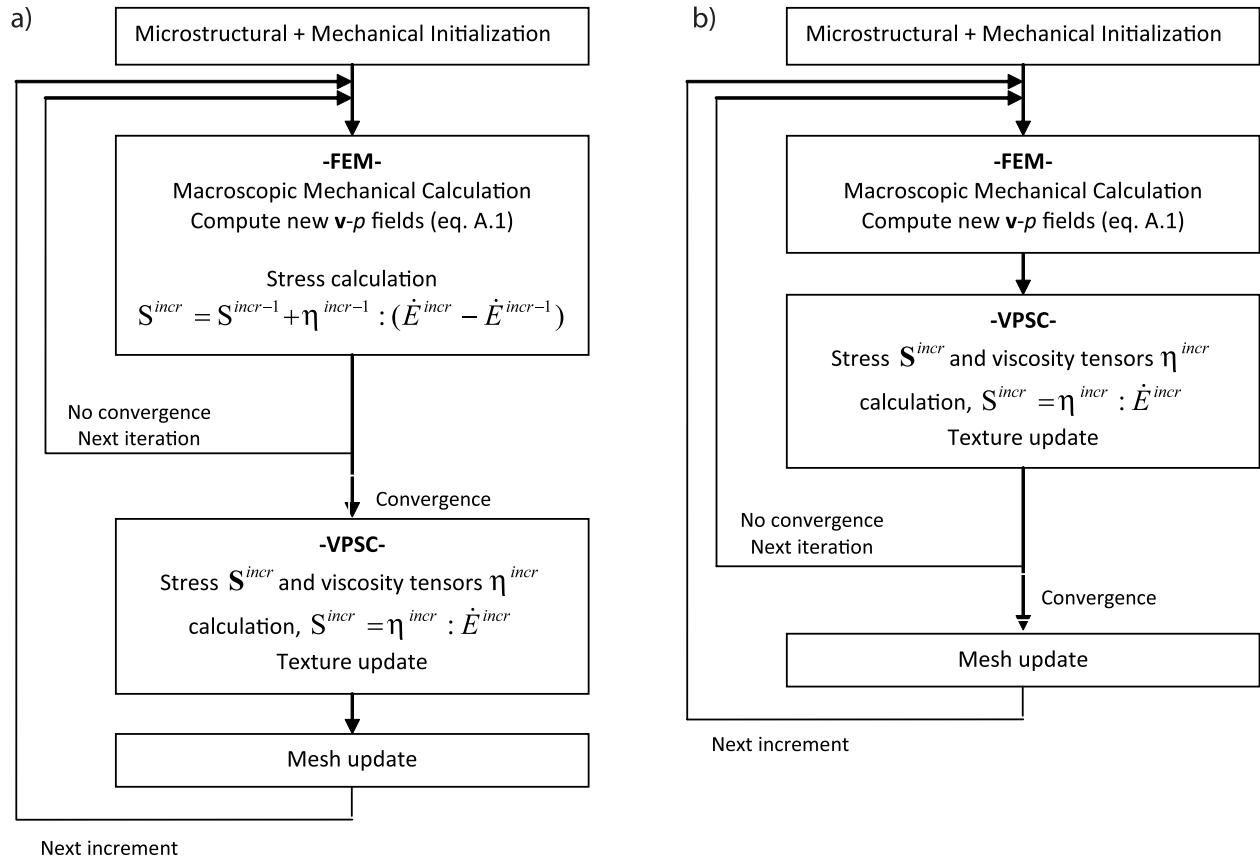 a)
Microstructural + Mechanical Initialization
-FEM-
Macroscopic Mechanical Calculation
Compute new v-p fields (eq. A.1)
Stress calculation
S^{incr} = S^{incr−1} + η^{incr−1} : (Ė^{incr} − Ė^{incr−1})
No convergence
Next iteration
Convergence
-VPSC-
Stress S^{incr} and viscosity tensors η^{incr}
calculation, S^{incr} = η^{incr} : Ė^{incr}
Texture update
Mesh update
Next increment
b)
Microstructural + Mechanical Initialization
-FEM-
Macroscopic Mechanical Calculation
Compute new v-p fields (eq. A.1)
-VPSC-
Stress S^{incr} and viscosity tensors η^{incr}
calculation, S^{incr} = η^{incr} : Ė^{incr}
Texture update
No convergence
Next iteration
Convergence
Mesh update
Next increment